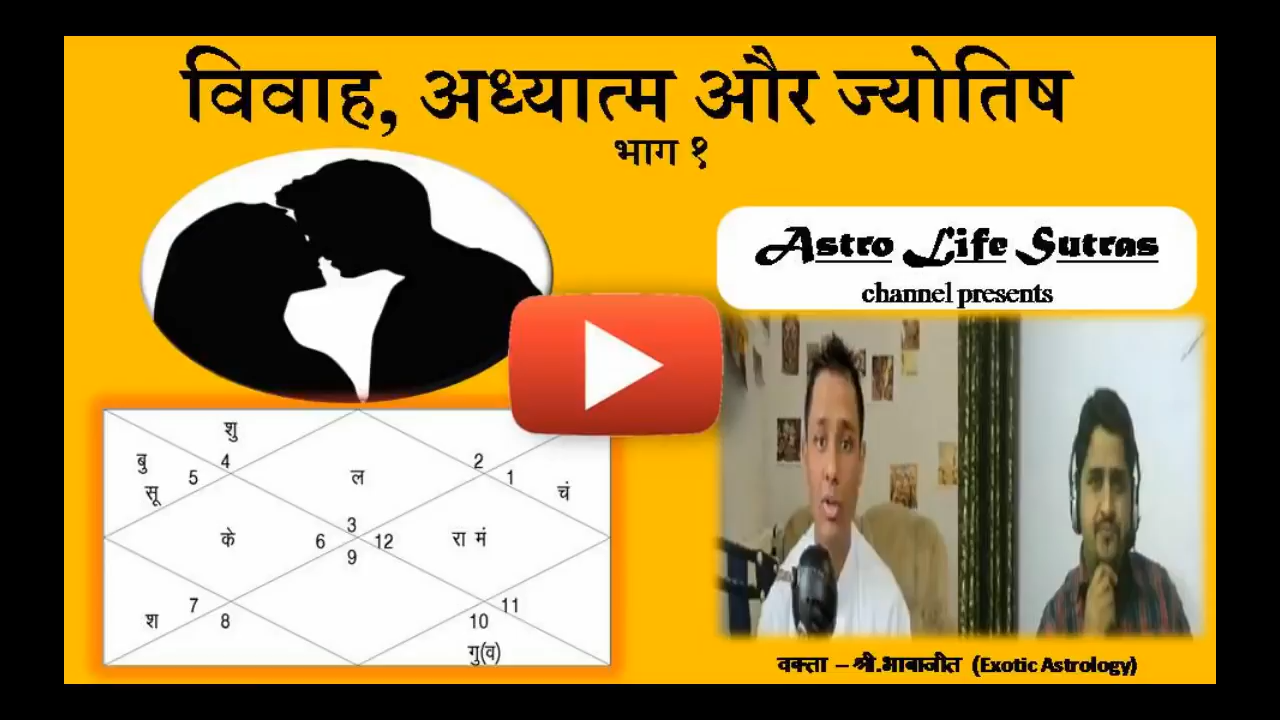 विवाह, अध्यात्म और ज्योतिष
भाग १
Astro Life Sutras
channel presents
शु
बु
4
2
5
ल
1
सू
चं
3
के
6
12
रा मं
9
7
11
श
8
10
गु(व)
वक्ता – श्री.भाबाजीत (Exotic Astrology)